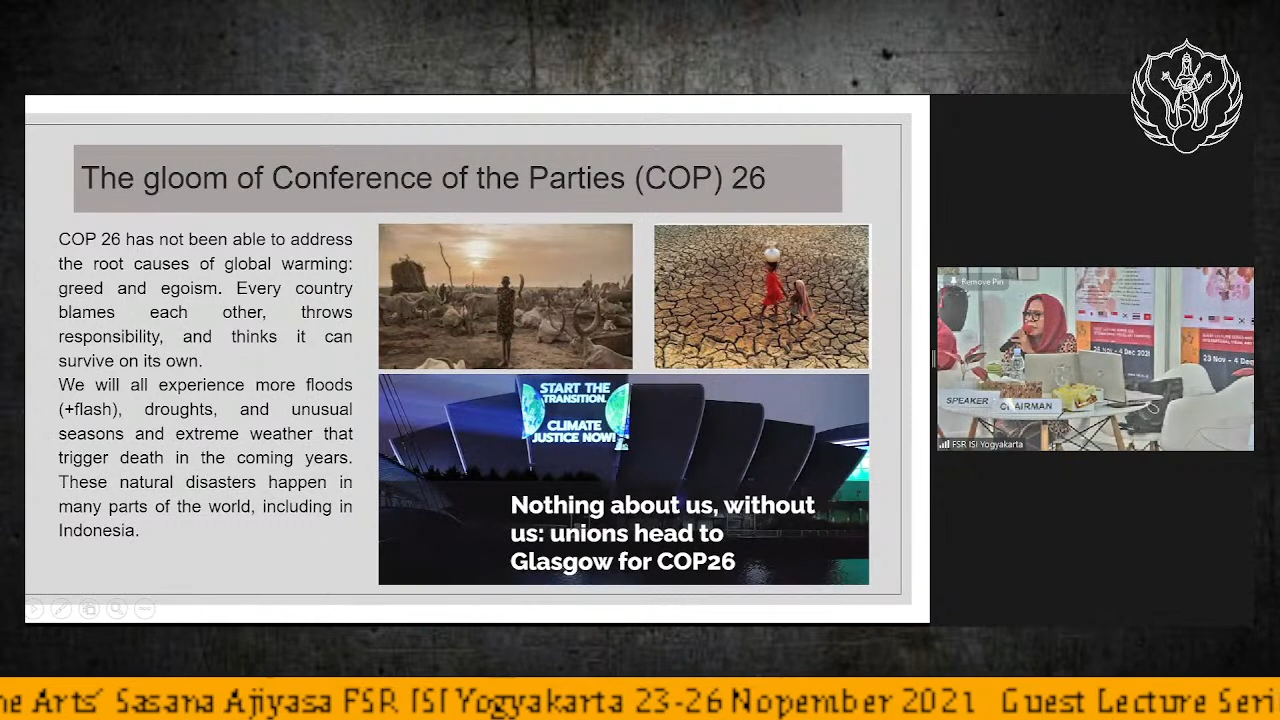 The gloom of Conference of the Parties (COP) 26
COP 26 has not been able to address
the root causes of global warming:
greed and egoism. Every country
blames each other, throws
responsibility, and thinks it can
survive on its own.
We will all experience more floods
(+flash), droughts, and unusual
seasons and extreme weather that
trigger death in the coming years.
These natural disasters happen in
many parts of the world, including in
Indonesia.
START THE
TRANSITION.
CLIMATE
JUSTICE NOW!
Nothing about us, without
us: unions head to
Glasgow for COP26
Remove Pin
23 Nov - 4 Dec
SPEAKER
CHAIRMAN
FSR ISI Yogyakarta
ne Arts' Sasana Ajiyasa FSR ISI Yogyakarta 23-26 Nopember 2021 Guest Lecture Seri